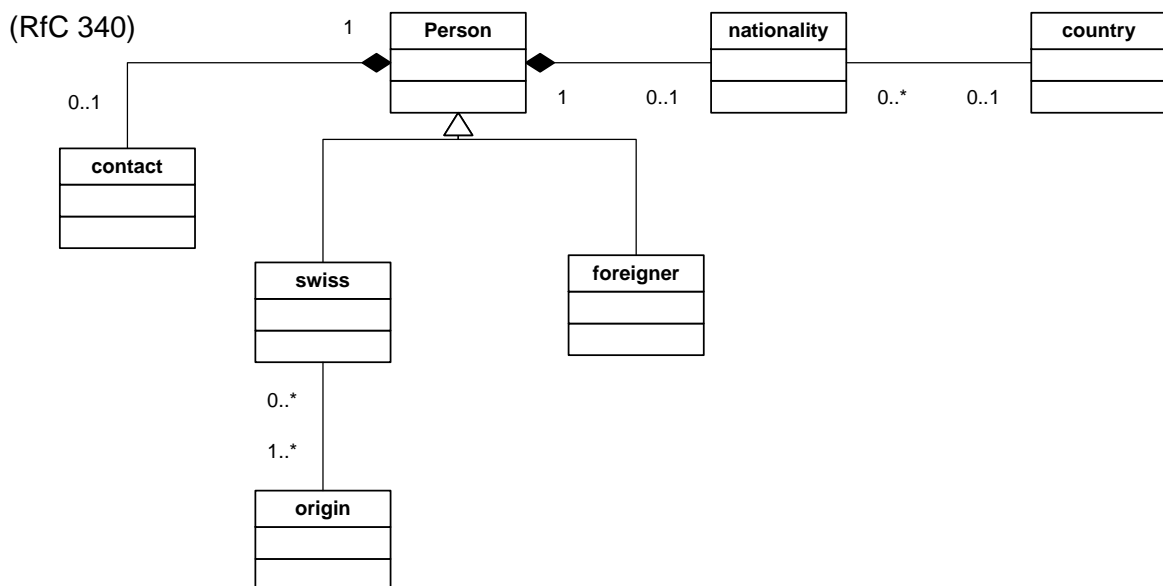 (RfC 340)
1
Person
nationality
country
0..1
1
0..1
0..*
0..1
contact
swiss
foreigner
0..*
1..*
origin